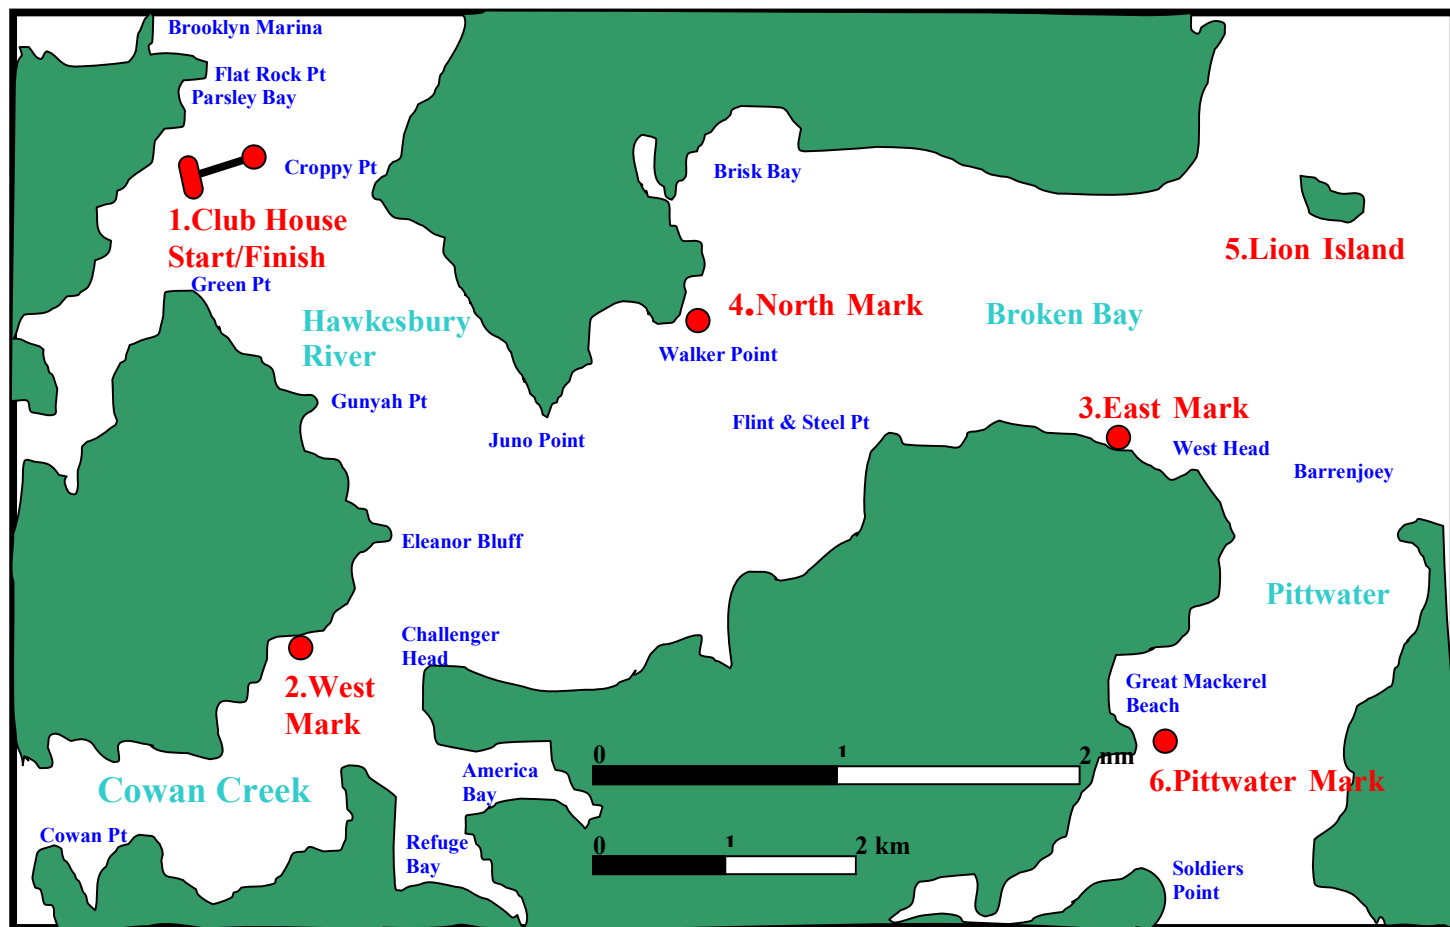 Brooklyn Marina
Flat Rock Pt
Parsley Bay
Croppy Pt
Brisk Bay
1.Club House
Start/Finish
5.Lion Island
Green Pt
Hawkesbury
River
4.North Mark
Broken Bay
Walker Point
Gunyah Pt
3.East Mark
Flint & Steel Pt
Juno Point
West Head
Barrenjoey
Eleanor Bluff
Pittwater
Challenger
Head
2.West
Mark
Great Mackerel
Beach
0 1 2 nm
America
Bay
6.Pittwater Mark
Cowan Creek
Cowan Pt
Refuge
Bay
0 1 2 km
Soldiers
Point